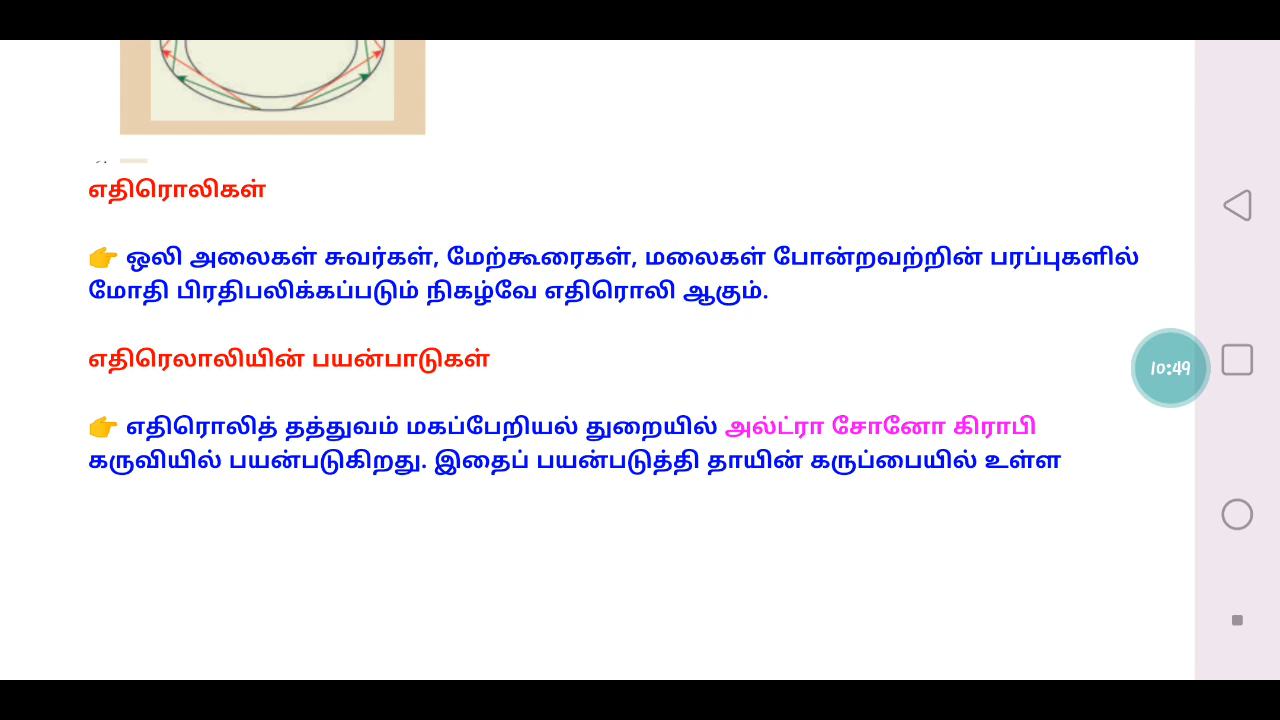 எதிரொலிகள்
👉 ஒலி அலைகள் சுவர்கள், மேற்கூரைகள், மலைகள் போன்றவற்றின் பரப்புகளில்
மோதி பிரதிபலிக்கப்படும் நிகழ்வே எதிரொலி ஆகும்.
எதிரெலாலியின் பயன்பாடுகள்
10:49
👉 எதிரொலித் தத்துவம் மகப்பேறியல் துறையில் அல்ட்ரா சோனோ கிராபி
கருவியில் பயன்படுகிறது. இதைப் பயன்படுத்தி தாயின் கருப்பையில் உள்ள